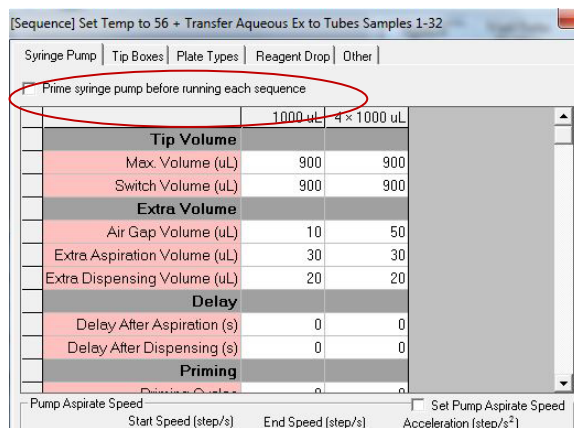 [Sequence] Set Temp to 56 + Transfer Aqueous Ex to Tubes Samples 1-32
Syringe Pump Tip Boxes Plate Types Reagent Drop Other
Prime syringe pump before running each sequence
1000 uL 4 × 1000 uL
Tip Volume
Max. Volume (uL) 900 900
Switch Volume (uL) 900 900
Extra Volume
Air Gap Volume (uL) 10 50
Extra Aspiration Volume (uL) 30 30
Extra Dispensing Volume (uL) 20 20
Delay
Delay After Aspiration (s) 0 0
Delay After Dispensing (s) 0 0
Priming
Priming Cycles 0 0
Pump Aspirate Speed Set Pump Aspirate Speed
Start Speed (step/s) End Speed (step/s) Acceleration (step/s²)